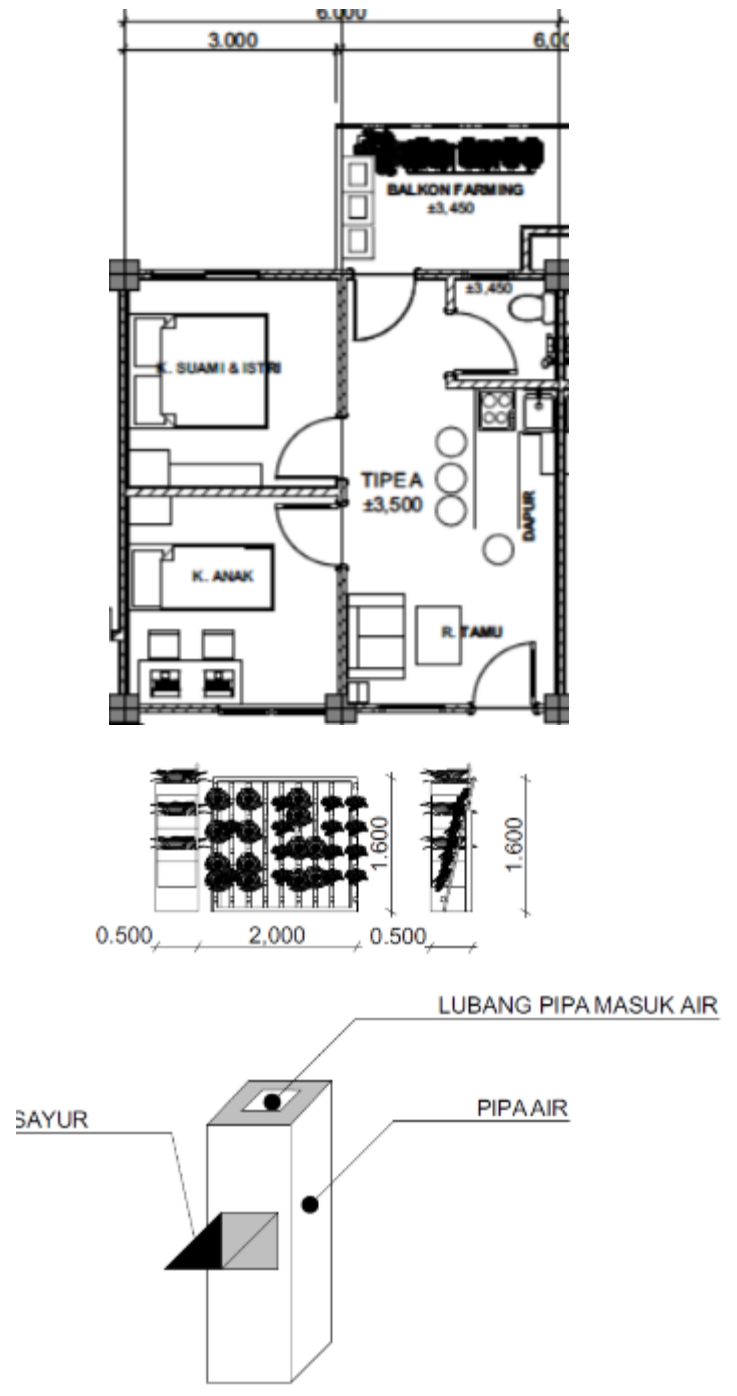 6.000
3.000
6,00
BALKON FARMING
±3,450
±3,450
K. SUAMI & ISTRI
TIPE A
±3,500
DAPUR
K. ANAK
R. TAMU
1.600
1.600
0.500
2,000
0.500
LUBANG PIPA MASUK AIR
SAYUR
PIPA AIR